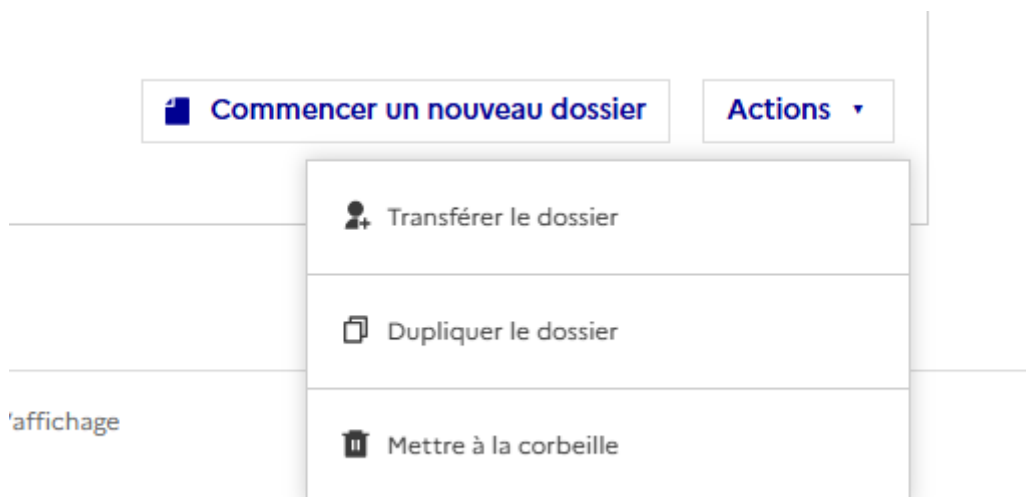 Commencer un nouveau dossier
Actions
Transférer le dossier
Dupliquer le dossier
'affichage
Mettre à la corbeille